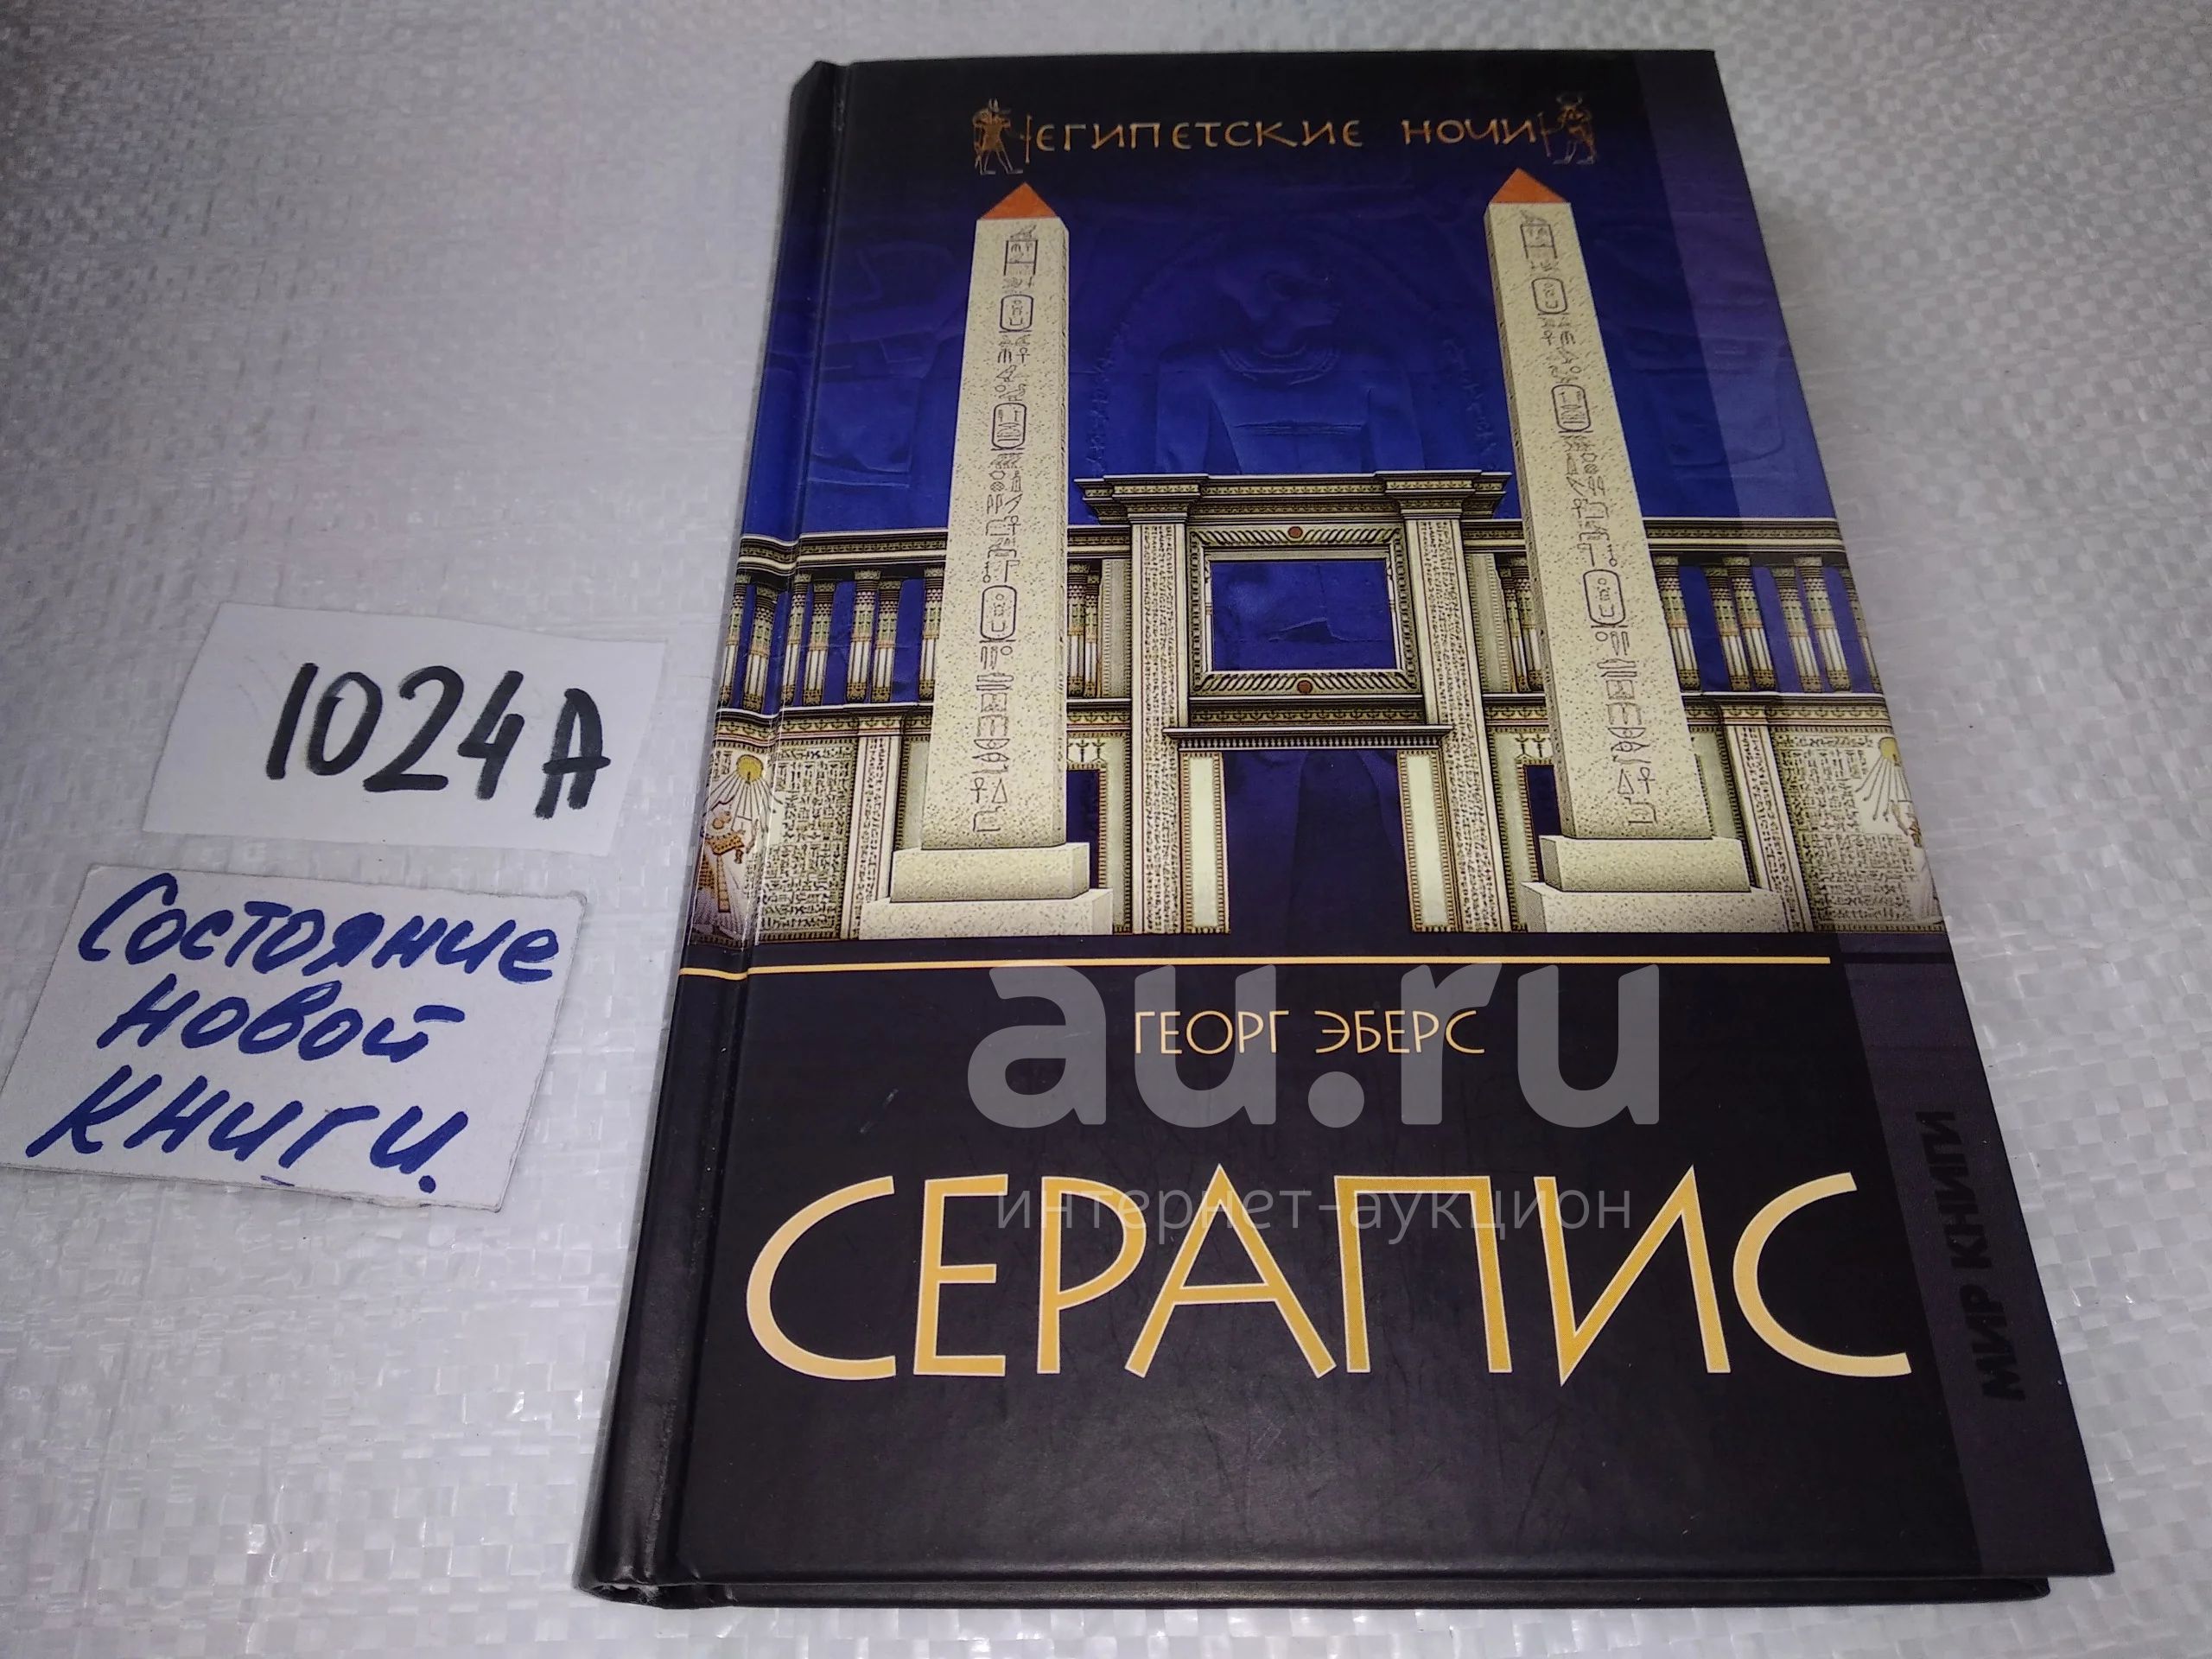 ЕГИПЕТСКИЕ НОЧИ
1024А
Состояние
новой
книги.
ГЕОРГ ЭБЕРС
au.ru
СЕРАПИС
интернет-аукцион
МИР КНИГИ